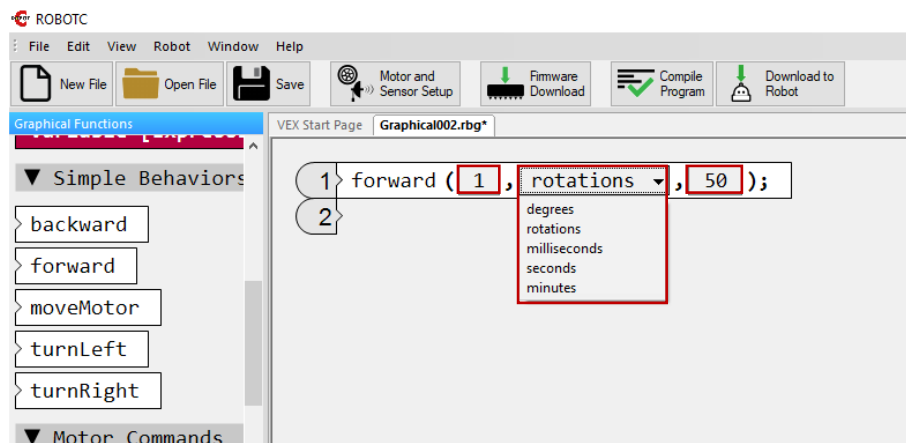 ROBOTC
File Edit View Robot Window Help
New File Open File Save Motor and Sensor Setup Firmware Download Compile Program Download to Robot
Graphical Functions
VEX Start Page Graphical002.rbg*
▼ Simple Behaviors
backward
forward
moveMotor
turnLeft
turnRight
▼ Motor Commands
1 forward ( 1 , rotations , 50 );
2
degrees
rotations
milliseconds
seconds
minutes